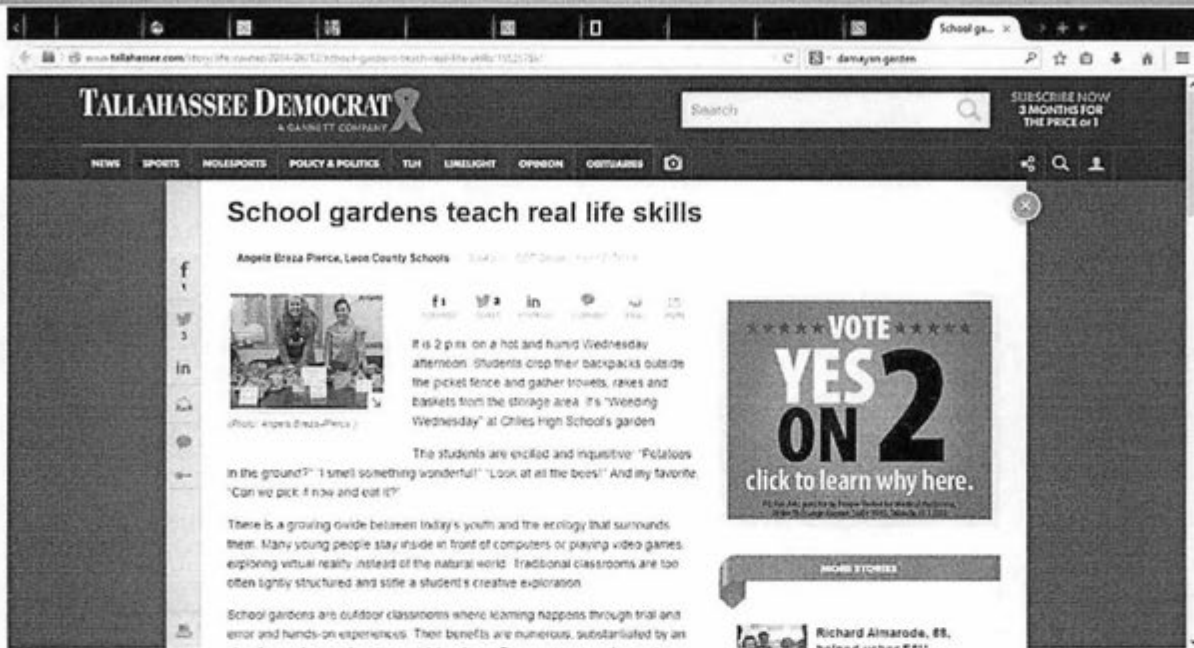 School ga...
www.tallahassee.com
damayan garden
TALLAHASSEE DEMOCRAT
A GANNETT COMPANY
Search
SUBSCRIBE NOW
3 MONTHS FOR
THE PRICE OF 1
NEWS SPORTS NOLESPORTS POLICY & POLITICS TLH LIMELIGHT OPINION OBITUARIES
School gardens teach real life skills
Angela Breza-Pierce, Leon County Schools
(Photo: Angela Breza-Pierce)
It is 2 p.m. on a hot and humid Wednesday
afternoon. Students drop their backpacks outside
the picket fence and gather trowels, rakes and
baskets from the storage area. It's "Weeding
Wednesday" at Chiles High School's garden.
The students are excited and inquisitive: "Potatoes
in the ground?" "I smell something wonderful!" "Look at all the bees!" And my favorite:
"Can we pick it now and eat it?"
There is a growing divide between today's youth and the ecology that surrounds
them. Many young people stay inside in front of computers or playing video games,
exploring virtual reality instead of the natural world. Traditional classrooms are too
often tightly structured and stifle a student's creative exploration.
School gardens are outdoor classrooms where learning happens through trial and
error and hands-on experiences. Their benefits are numerous, substantiated by an
VOTE
YES
ON 2
click to learn why here.
MORE STORIES
Richard Almarode, 68,
helped usher FSU